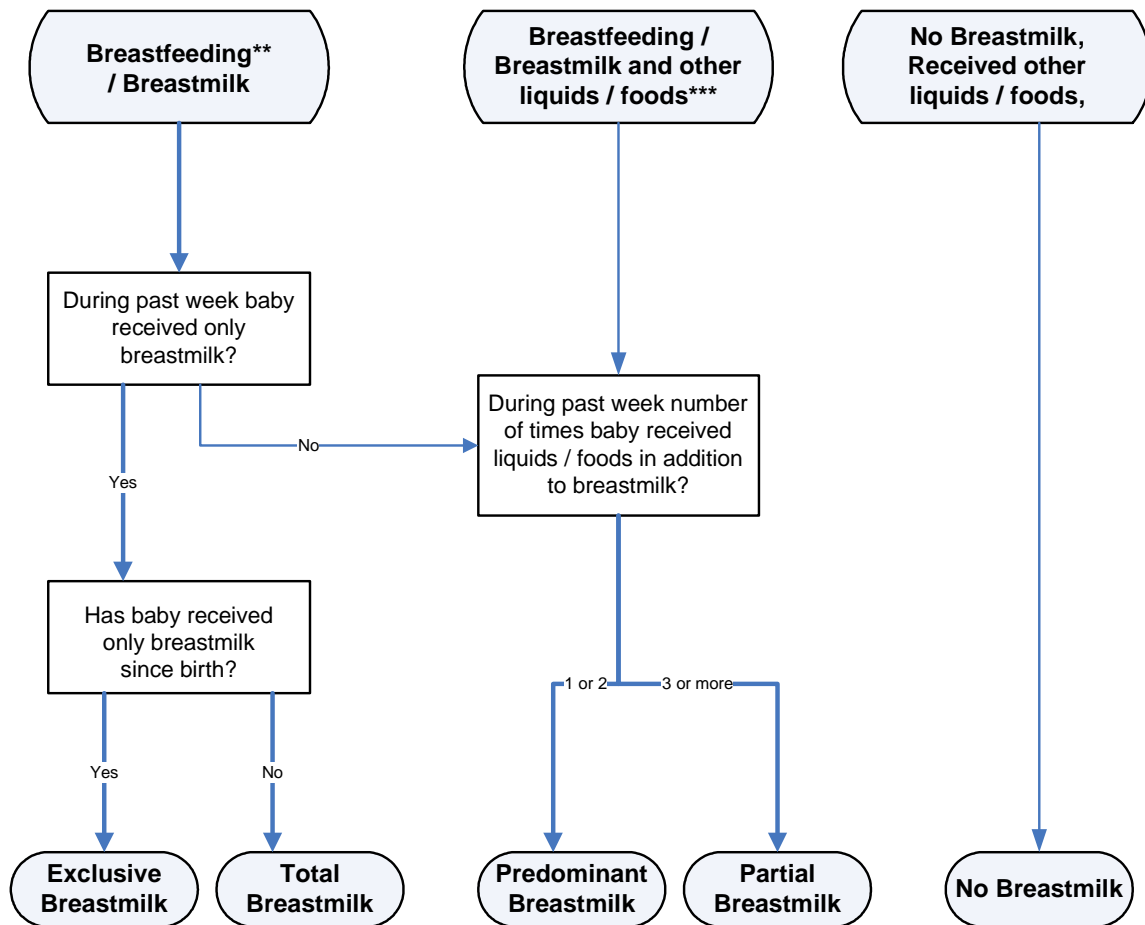 Breastfeeding**
/ Breastmilk
Breastfeeding /
Breastmilk and other
liquids / foods***
No Breastmilk,
Received other
liquids / foods,
During past week baby
received only
breastmilk?
During past week number
of times baby received
liquids / foods in addition
to breastmilk?
No
Yes
Has baby received
only breastmilk
since birth?
1 or 2
3 or more
Yes
No
Exclusive
Breastmilk
Total
Breastmilk
Predominant
Breastmilk
Partial
Breastmilk
No Breastmilk